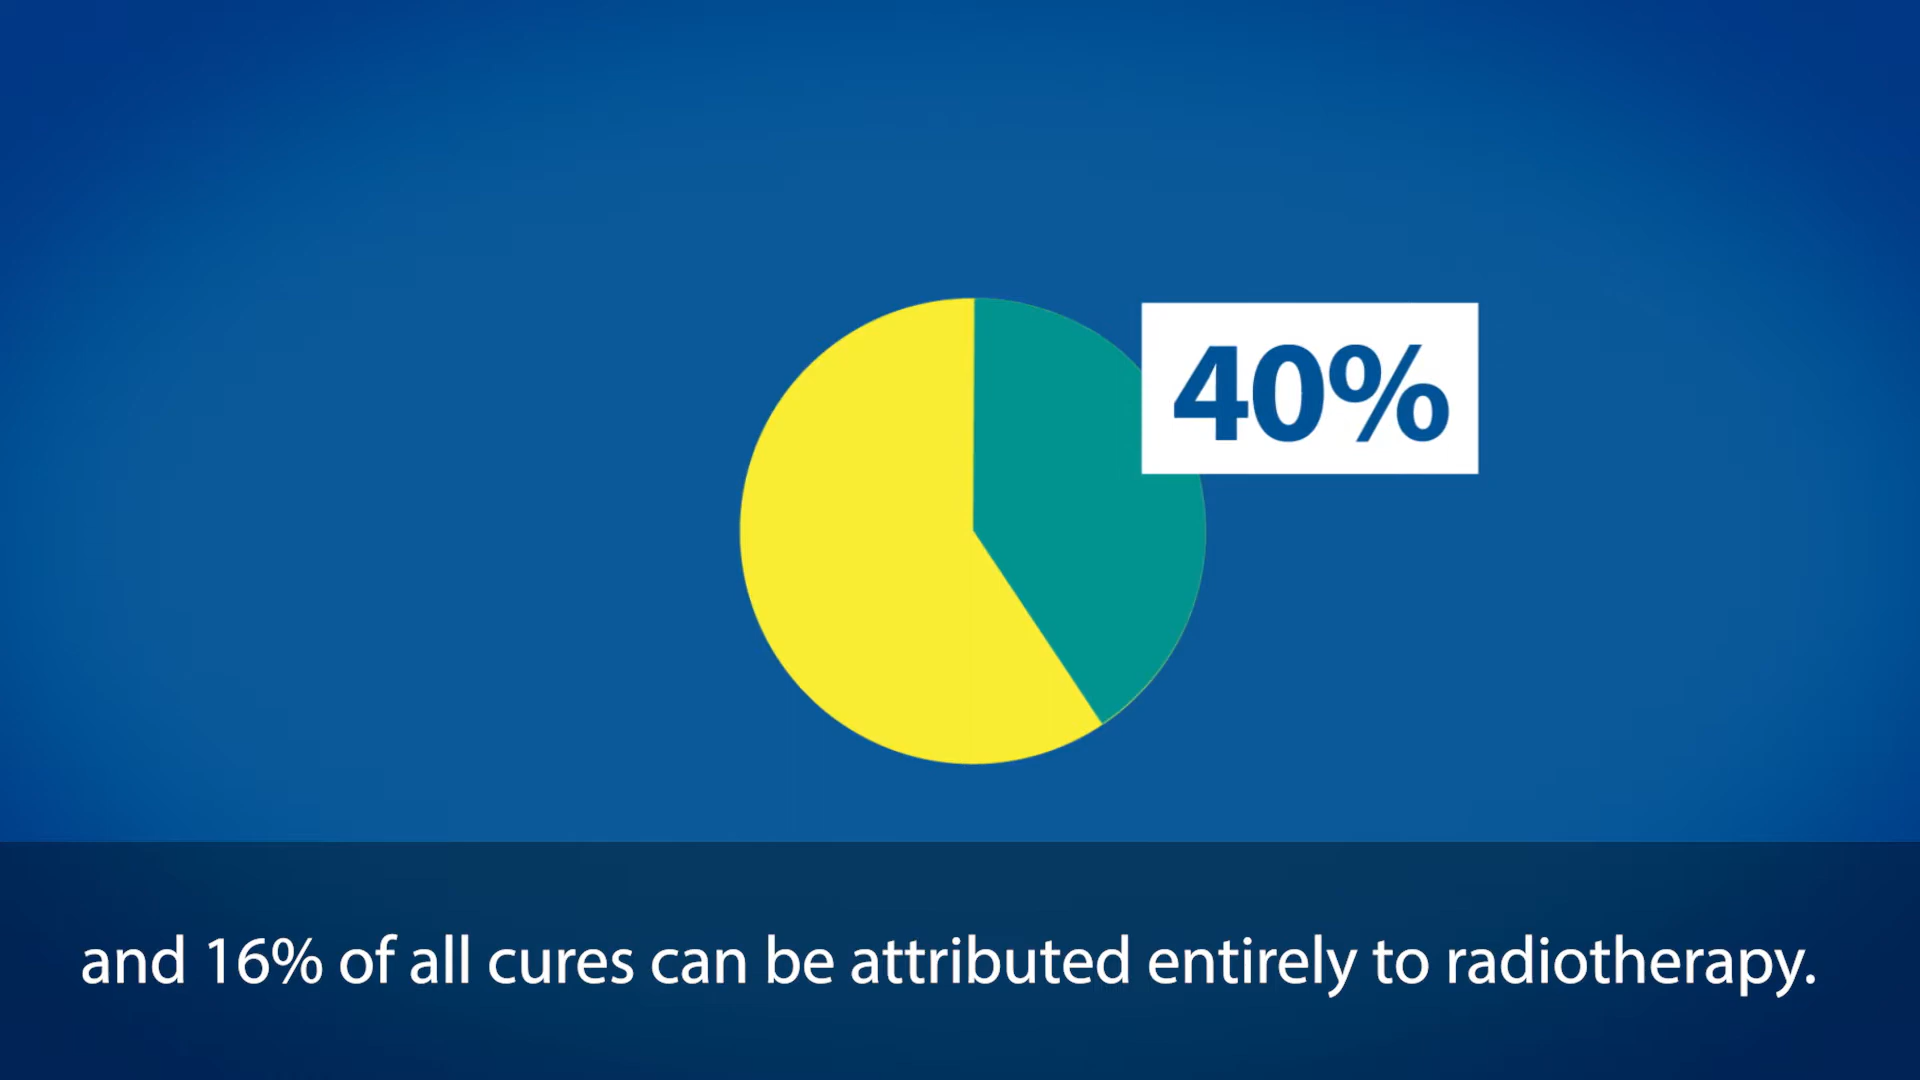 40%
and 16% of all cures can be attributed entirely to radiotherapy.